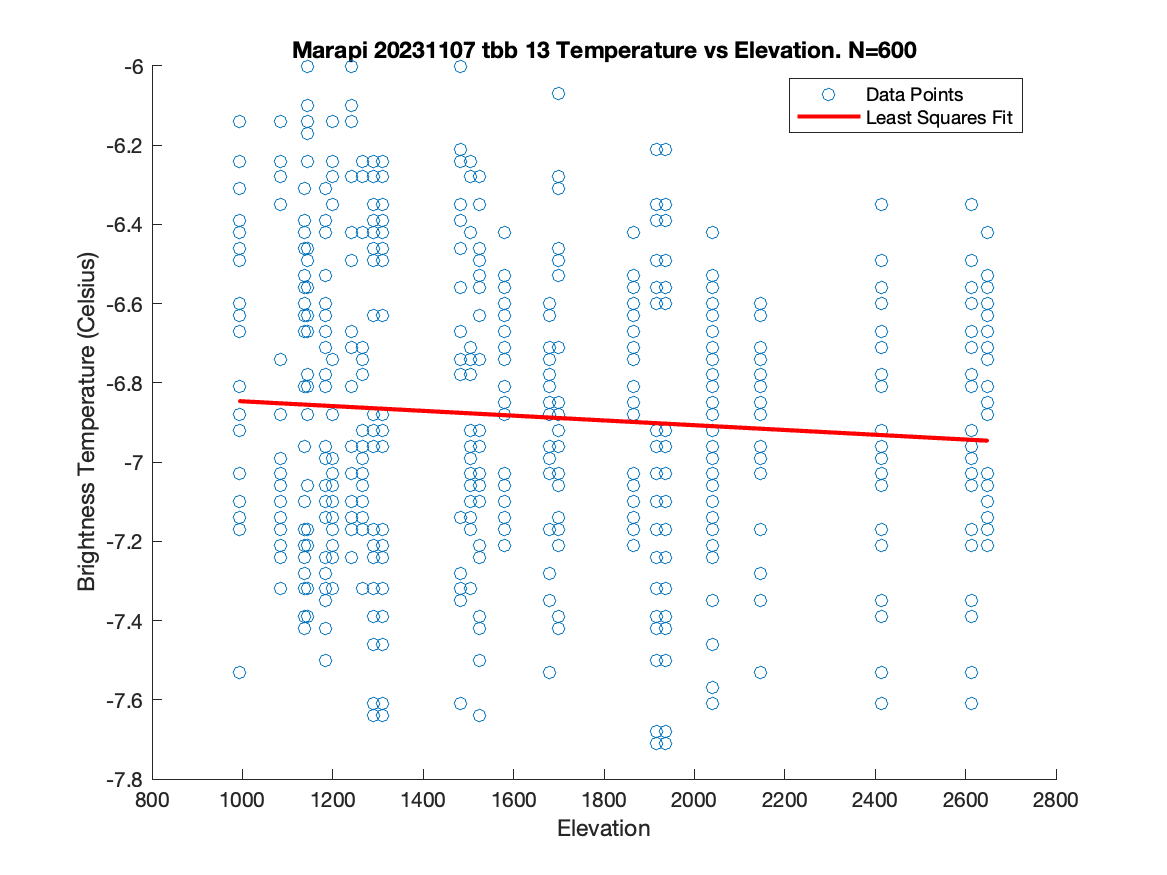 Marapi 20231107 tbb 13 Temperature vs Elevation. N=600
Data Points
Least Squares Fit
-6
-6.2
-6.4
-6.6
-6.8
-7
-7.2
-7.4
-7.6
-7.8
Brightness Temperature (Celsius)
800 1000 1200 1400 1600 1800 2000 2200 2400 2600 2800
Elevation